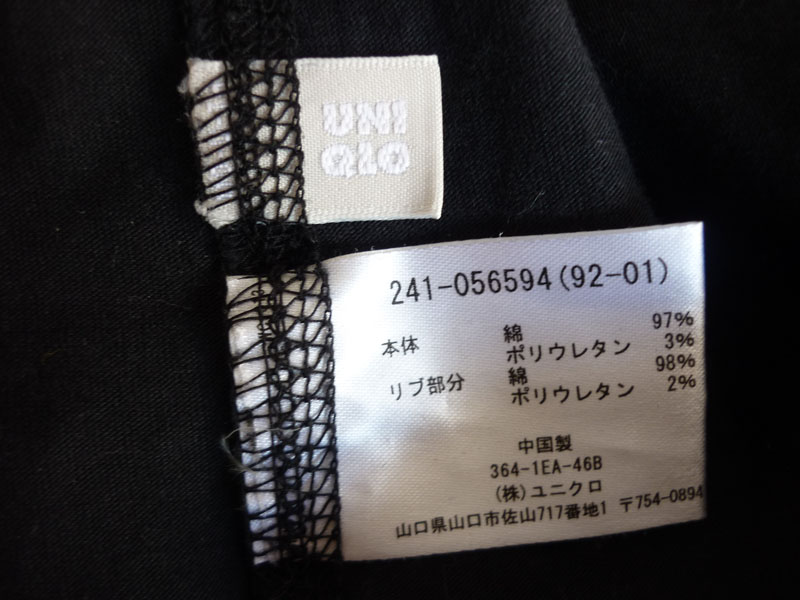 UNI
QLO
241-056594(92-01)
本体 綿 97%
ポリウレタン 3%
リブ部分 綿 98%
ポリウレタン 2%
中国製
364-1EA-46B
(株)ユニクロ
山口県山口市佐山717番地1 〒754-0894